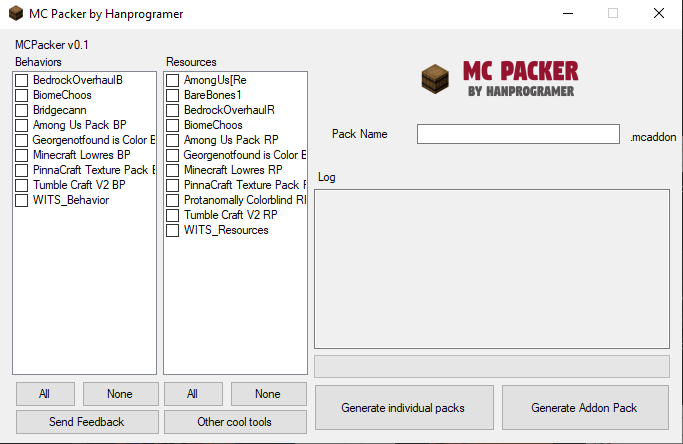 MC Packer by Hanprogramer
MCPacker v0.1
Behaviors
BedrockOverhaulB
BiomeChoos
Bridgecann
Among Us Pack BP
Georgenotfound is Color B
Minecraft Lowres BP
PinnaCraft Texture Pack B
Tumble Craft V2 BP
WITS_Behavior
All
None
Send Feedback
Resources
AmongUs[Re
BareBones1
BedrockOverhaulR
BiomeChoos
Among Us Pack RP
Georgenotfound is Color B
Minecraft Lowres RP
PinnaCraft Texture Pack R
Protanomally Colorblind RI
Tumble Craft V2 RP
WITS_Resources
All
None
Other cool tools
MC PACKER
BY HANPROGRAMER
Pack Name
.mcaddon
Log
Generate individual packs
Generate Addon Pack